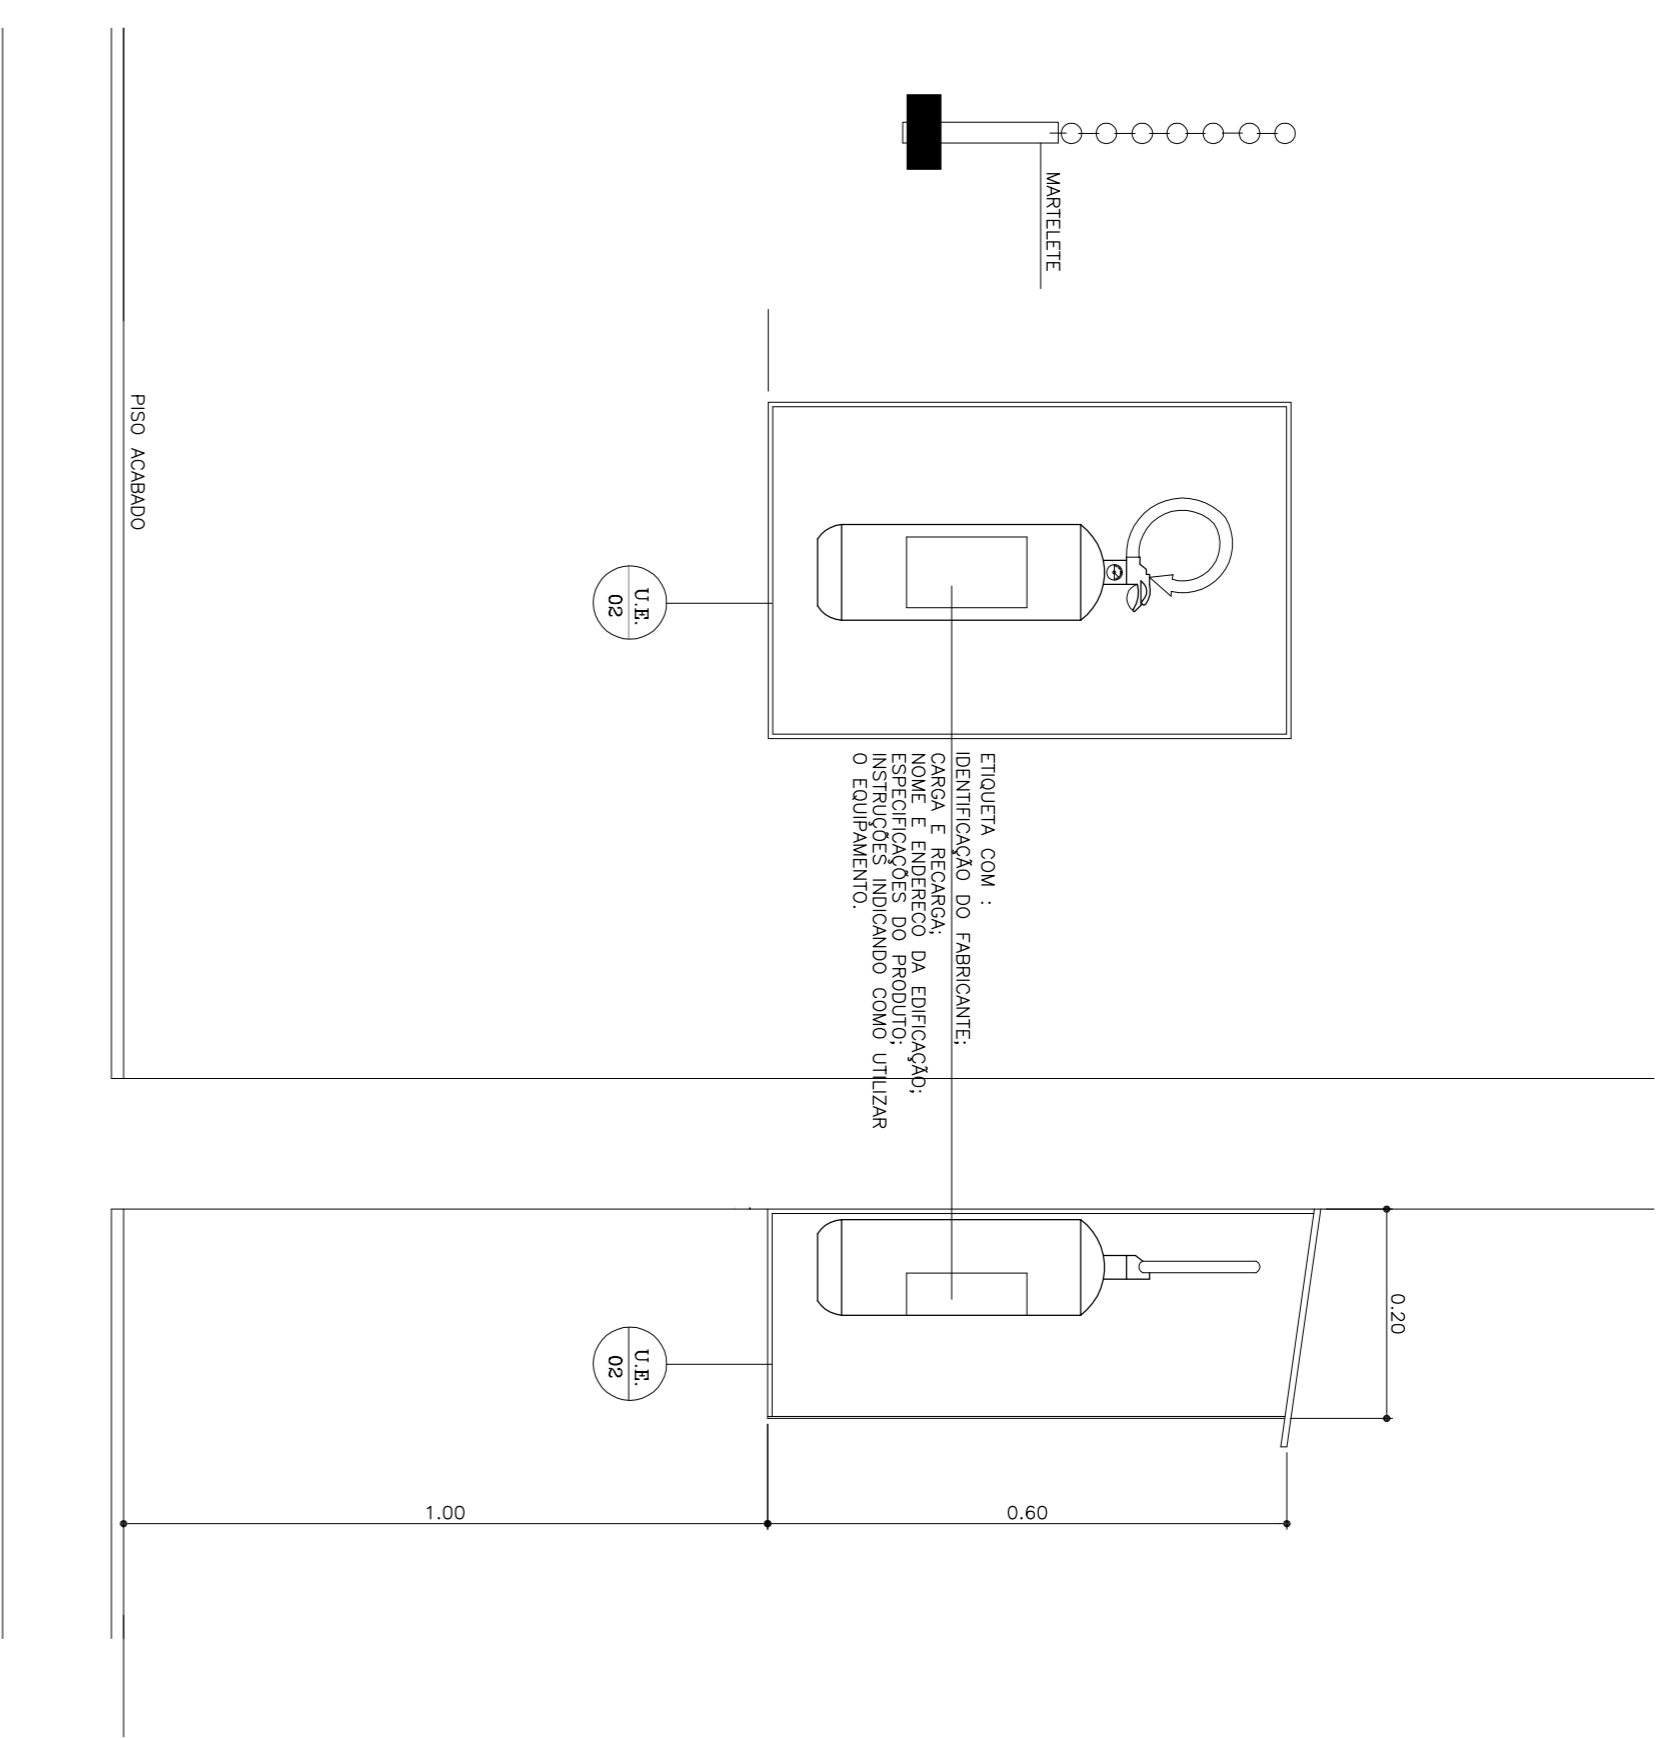 MARTELETE
ETIQUETA COM :
IDENTIFICAÇÃO DO FABRICANTE;
CARGA E RECARGA;
NOME E ENDERECO DA EDIFICAÇÃO;
ESPECIFICAÇÕES DO PRODUTO;
INSTRUÇÕES INDICANDO COMO UTILIZAR
O EQUIPAMENTO.
U.E.
02
PISO ACABADO
0.20
0.60
U.E.
02
1.00